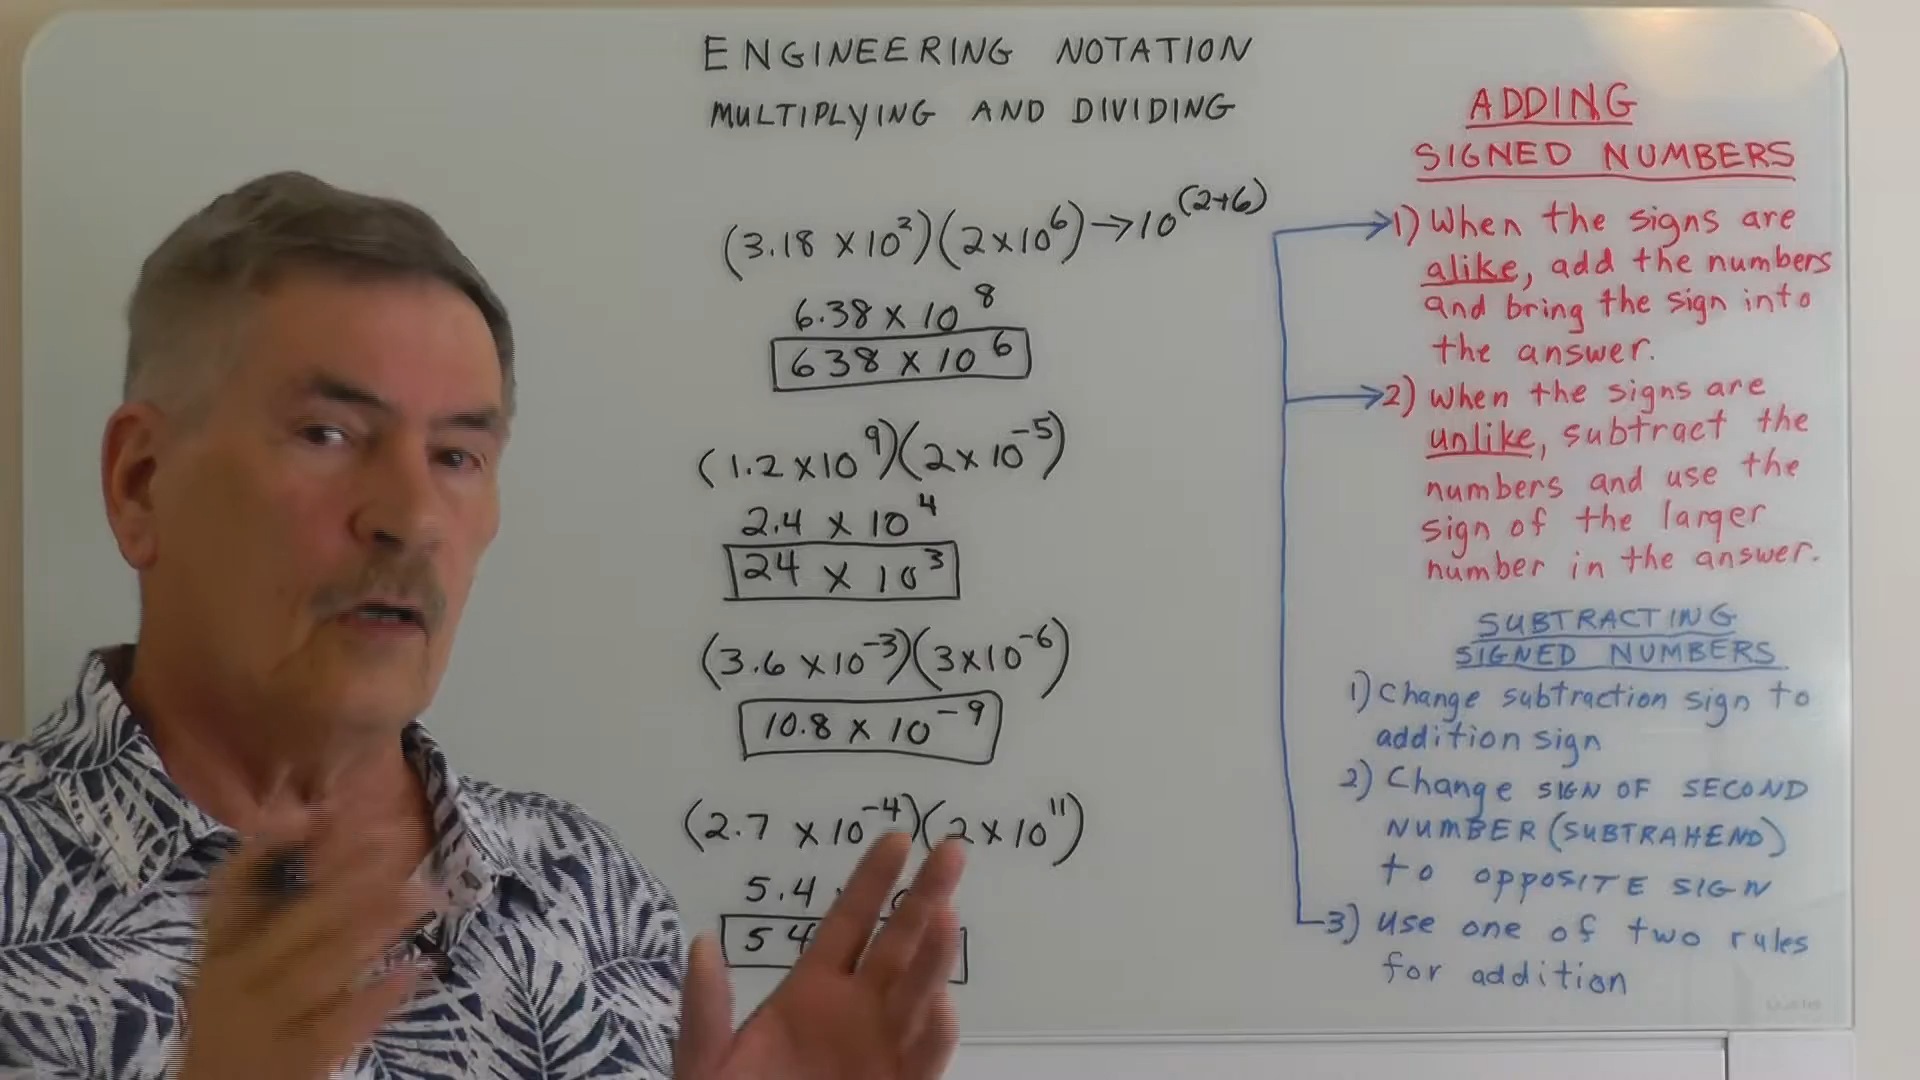 ENGINEERING NOTATION
MULTIPLYING AND DIVIDING
(3.18 x 10²)(2 x 10⁶) → 10⁽²⁺⁶⁾
6.38 x 10⁸
638 x 10⁶
(1.2 x 10⁹)(2 x 10⁻⁵)
2.4 x 10⁴
24 x 10³
(3.6 x 10⁻³)(3 x 10⁻⁶)
10.8 x 10⁻⁹
(2.7 x 10⁻⁴)(2 x 10¹¹)
5.4
54
ADDING
SIGNED NUMBERS
1) When the signs are
alike, add the numbers
and bring the sign into
the answer.
2) When the signs are
unlike, subtract the
numbers and use the
sign of the larger
number in the answer.
SUBTRACTING
SIGNED NUMBERS
1) Change subtraction sign to
addition sign
2) Change SIGN OF SECOND
NUMBER (SUBTRAHEND)
to OPPOSITE SIGN
3) Use one of two rules
for addition